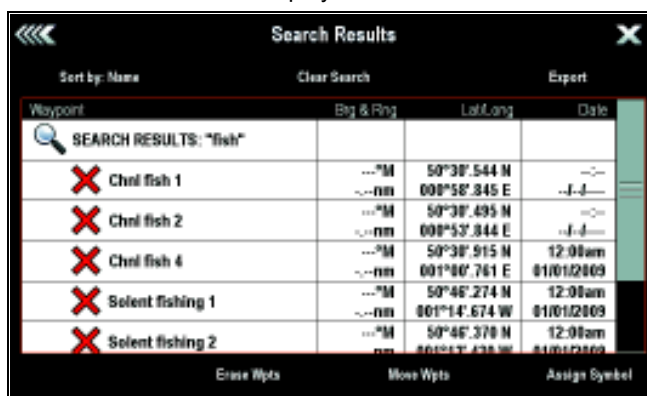 Search Results
Sort by: Name Clear Search Export
Waypoint Brg & Rng Lat/Long Date
SEARCH RESULTS: "fish"
Chnl fish 1 ---°M 50°30'.544 N --:--
-.--nm 000°58'.845 E --/--/----
Chnl fish 2 ---°M 50°30'.495 N --:--
-.--nm 000°53'.844 E --/--/----
Chnl fish 4 ---°M 50°30'.915 N 12:00am
-.--nm 001°00'.761 E 01/01/2009
Solent fishing 1 ---°M 50°46'.274 N 12:00am
-.--nm 001°14'.674 W 01/01/2009
Solent fishing 2 ---°M 50°46'.370 N 12:00am
Erase Wpts Move Wpts Assign Symbol